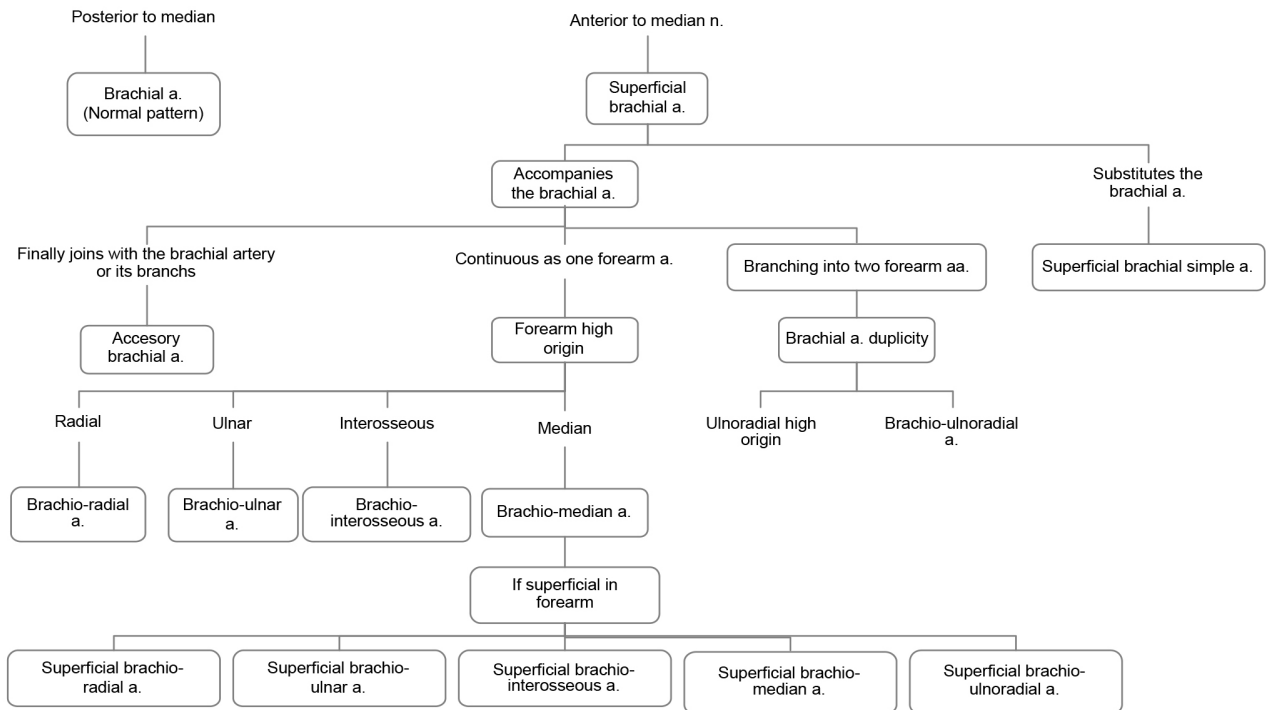 Posterior to median
Anterior to median n.
Brachial a.
(Normal pattern)
Superficial
brachial a.
Accompanies
the brachial a.
Substitutes the
brachial a.
Finally joins with the brachial artery
or its branchs
Continuous as one forearm a.
Branching into two forearm aa.
Superficial brachial simple a.
Accesory
brachial a.
Forearm high
origin
Brachial a. duplicity
Radial
Ulnar
Interosseous
Median
Ulnoradial high
origin
Brachio-ulnoradial
a.
Brachio-radial
a.
Brachio-ulnar
a.
Brachio-
interosseous a.
Brachio-median a.
If superficial in
forearm
Superficial brachio-
radial a.
Superficial brachio-
ulnar a.
Superficial brachio-
interosseous a.
Superficial brachio-
median a.
Superficial brachio-
ulnoradial a.